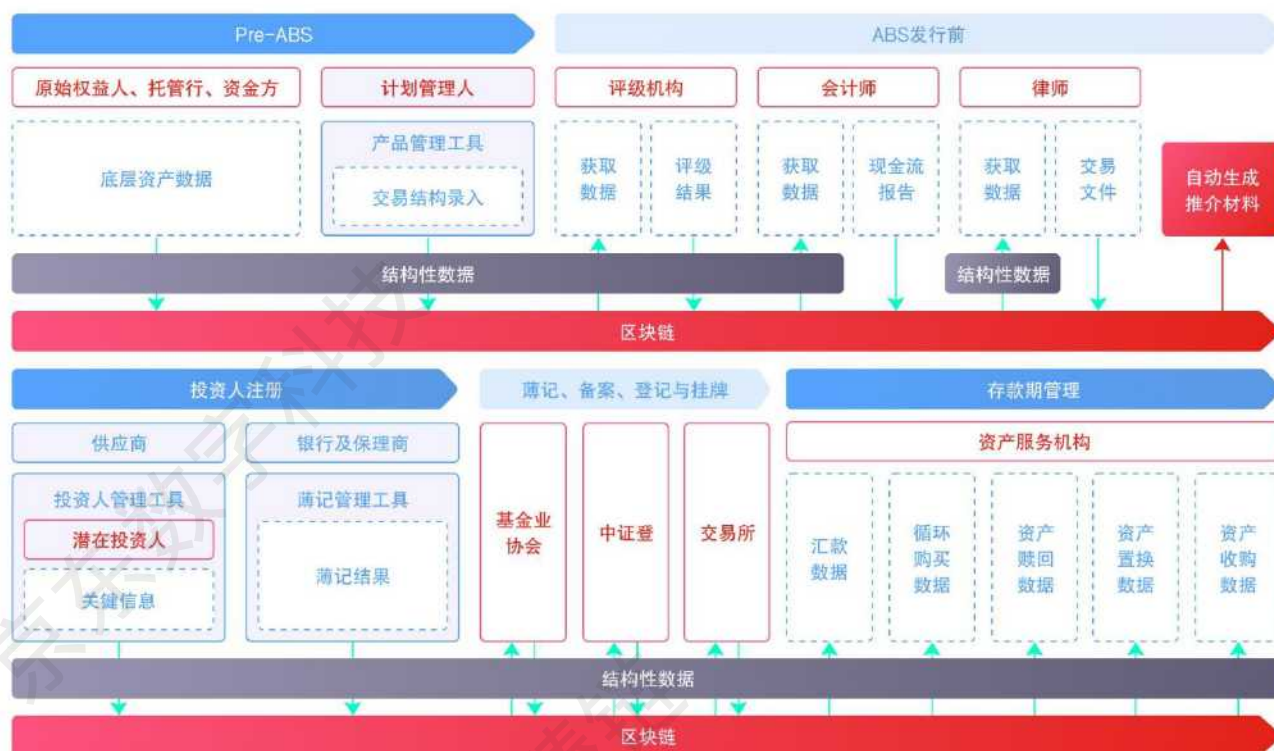 Pre-ABS
ABS发行前
原始权益人、托管行、资金方
计划管理人
评级机构
会计师
律师
底层资产数据
产品管理工具
交易结构录入
获取
数据
评级
结果
获取
数据
现金流
报告
获取
数据
交易
文件
自动生成
推介材料
结构性数据
结构性数据
区块链
投资人注册
薄记、备案、登记与挂牌
存款期管理
供应商
银行及保理商
资产服务机构
投资人管理工具
潜在投资人
关键信息
薄记管理工具
薄记结果
基金业
协会
中证登
交易所
汇款
数据
循环
购买
数据
资产
赎回
数据
资产
置换
数据
资产
收购
数据
结构性数据
区块链
京东数字科技